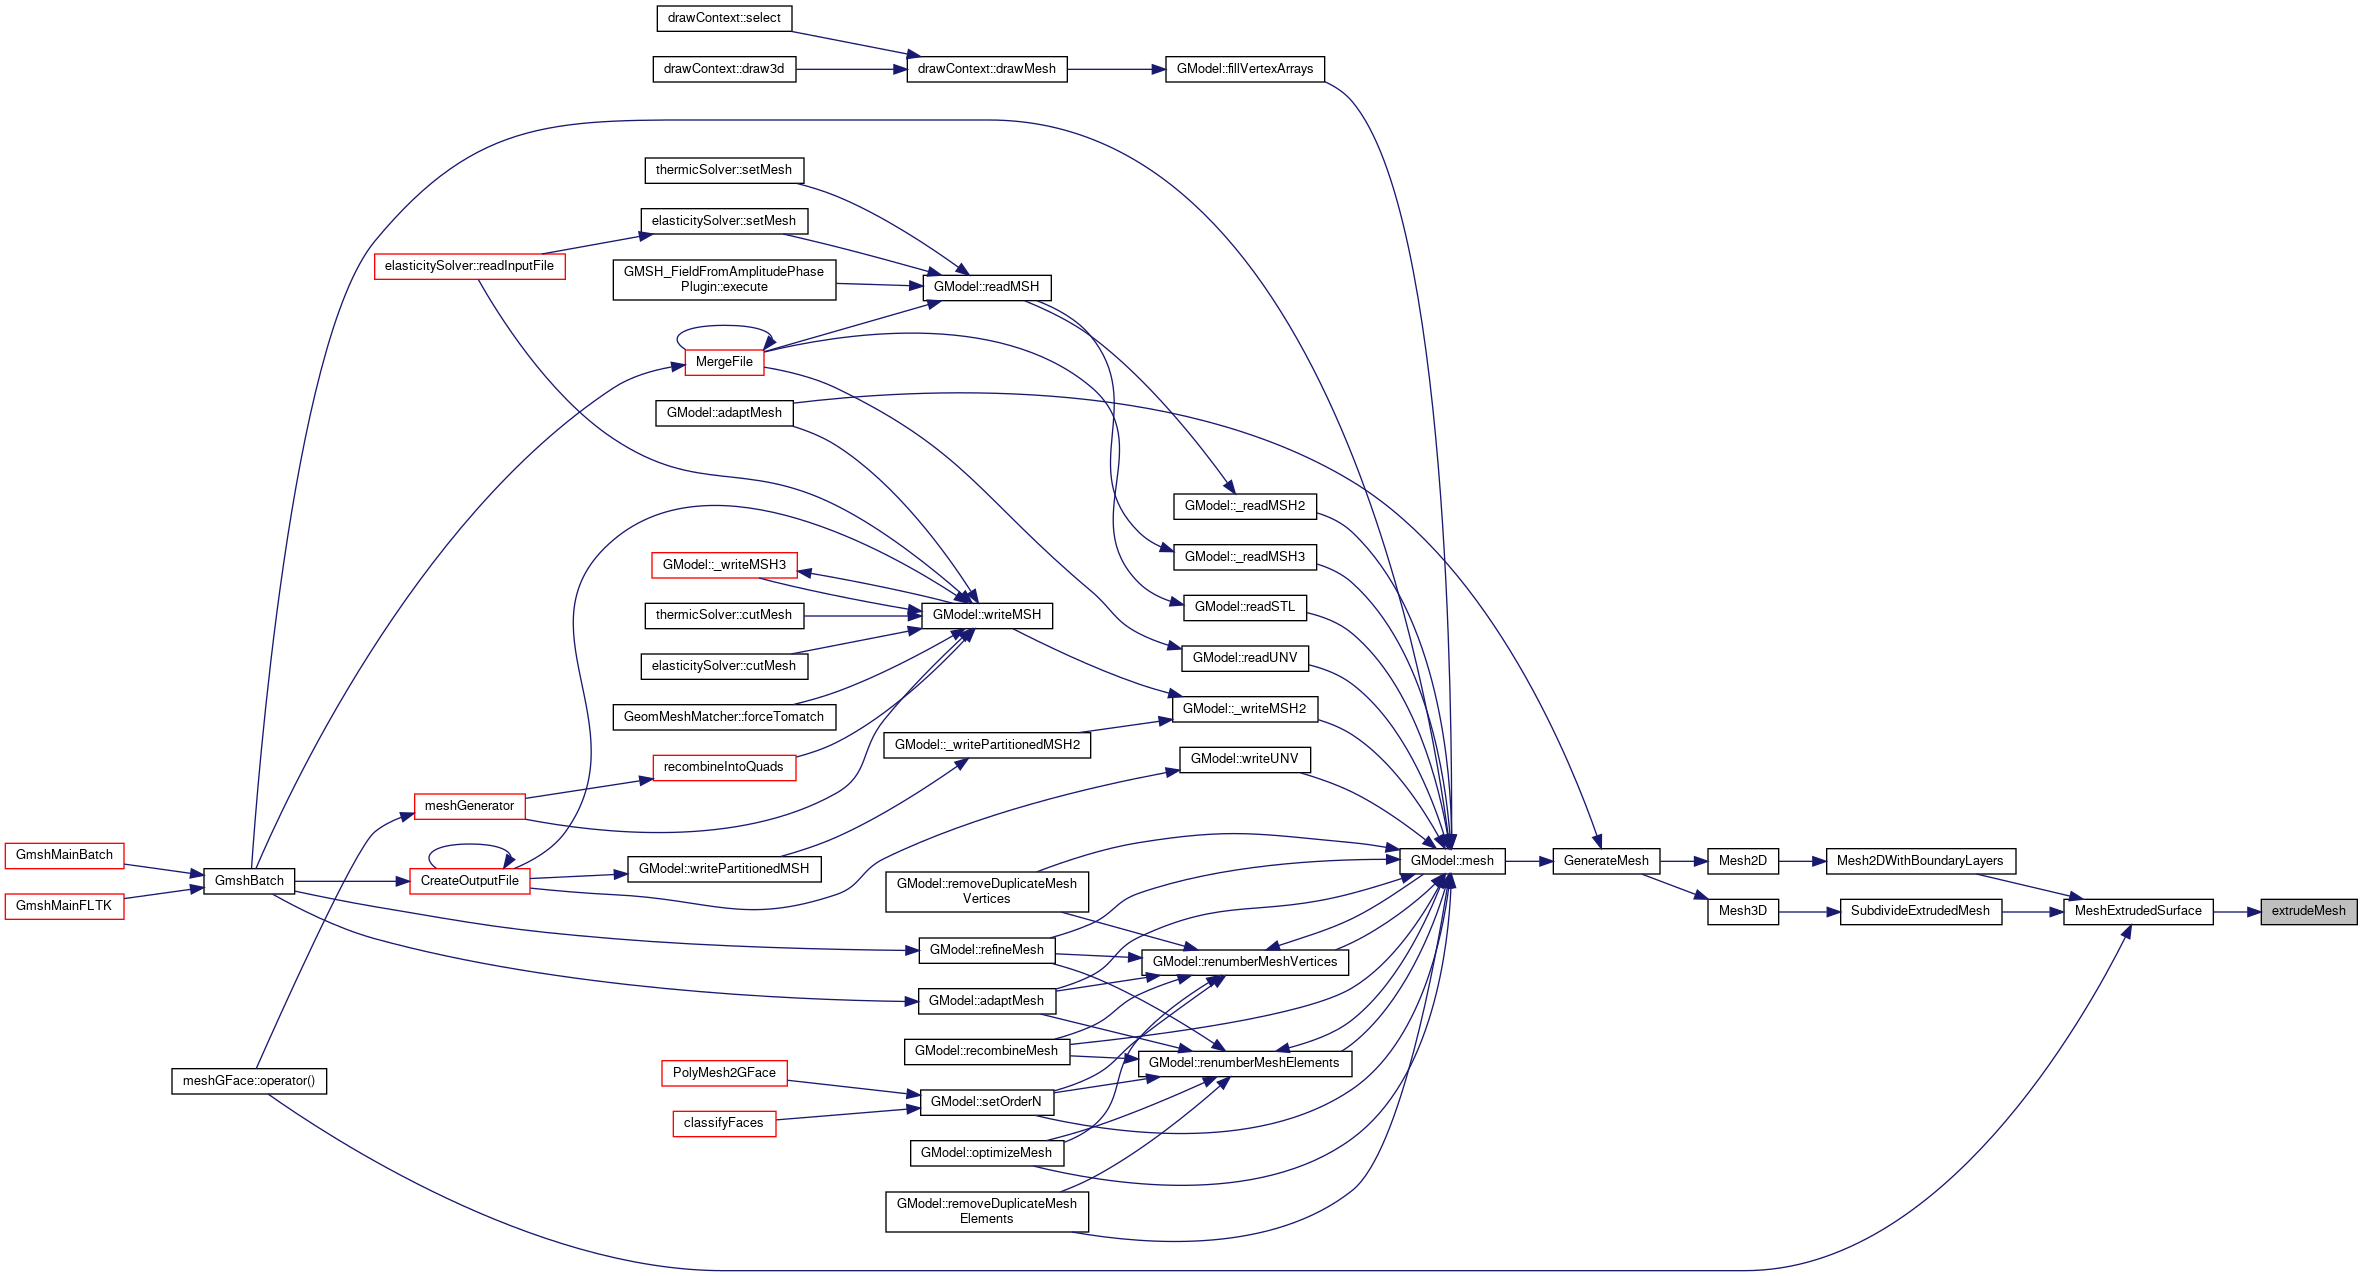 drawContext::select
drawContext::draw3d
drawContext::drawMesh
GModel::fillVertexArrays
thermicSolver::setMesh
elasticitySolver::setMesh
elasticitySolver::readInputFile
GMSH_FieldFromAmplitudePhase
Plugin::execute
GModel::readMSH
MergeFile
GModel::adaptMesh
GModel::_readMSH2
GModel::_readMSH3
GModel::_writeMSH3
thermicSolver::cutMesh
GModel::writeMSH
GModel::readSTL
elasticitySolver::cutMesh
GModel::readUNV
GeomMeshMatcher::forceTomatch
GModel::_writeMSH2
GModel::_writePartitionedMSH2
recombineIntoQuads
GModel::writeUNV
meshGenerator
GmshMainBatch
GmshMainFLTK
GmshBatch
CreateOutputFile
GModel::writePartitionedMSH
GModel::removeDuplicateMesh
Vertices
GModel::mesh
GenerateMesh
Mesh2D
Mesh2DWithBoundaryLayers
Mesh3D
SubdivideExtrudedMesh
MeshExtrudedSurface
extrudeMesh
GModel::refineMesh
GModel::renumberMeshVertices
GModel::adaptMesh
GModel::recombineMesh
GModel::renumberMeshElements
meshGFace::operator()
PolyMesh2GFace
classifyFaces
GModel::setOrderN
GModel::optimizeMesh
GModel::removeDuplicateMesh
Elements